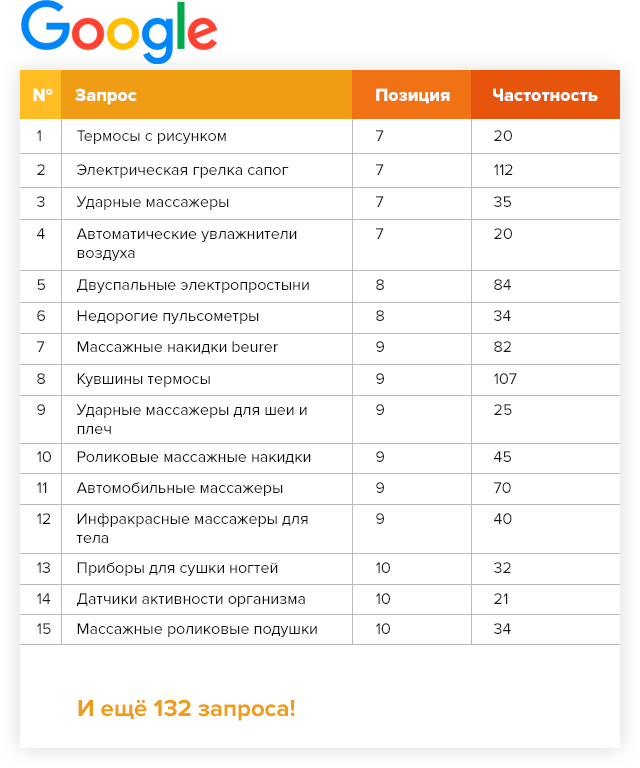 Google
№ Запрос Позиция Частотность
1 Термосы с рисунком 7 20
2 Электрическая грелка сапог 7 112
3 Ударные массажеры 7 35
4 Автоматические увлажнители 7 20
воздуха
5 Двуспальные электропростыни 8 84
6 Недорогие пульсометры 8 34
7 Массажные накидки beurer 9 82
8 Кувшины термосы 9 107
9 Ударные массажеры для шеи и 9 25
плеч
10 Роликовые массажные накидки 9 45
11 Автомобильные массажеры 9 70
12 Инфракрасные массажеры для 9 40
тела
13 Приборы для сушки ногтей 10 32
14 Датчики активности организма 10 21
15 Массажные роликовые подушки 10 34
И ещё 132 запроса!